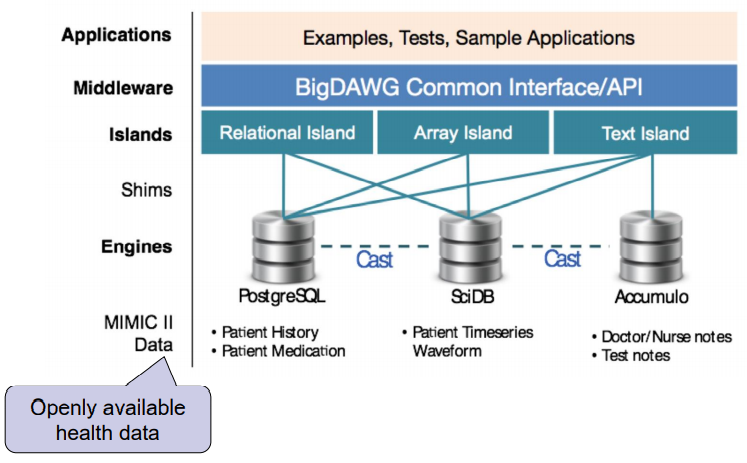 Applications
Examples, Tests, Sample Applications
Middleware
BigDAWG Common Interface/API
Islands
Relational Island
Array Island
Text Island
Shims
Engines
Cast
Cast
PostgreSQL
SciDB
Accumulo
MIMIC II
Data
• Patient History
• Patient Medication
• Patient Timeseries
Waveform
• Doctor/Nurse notes
• Test notes
Openly available
health data